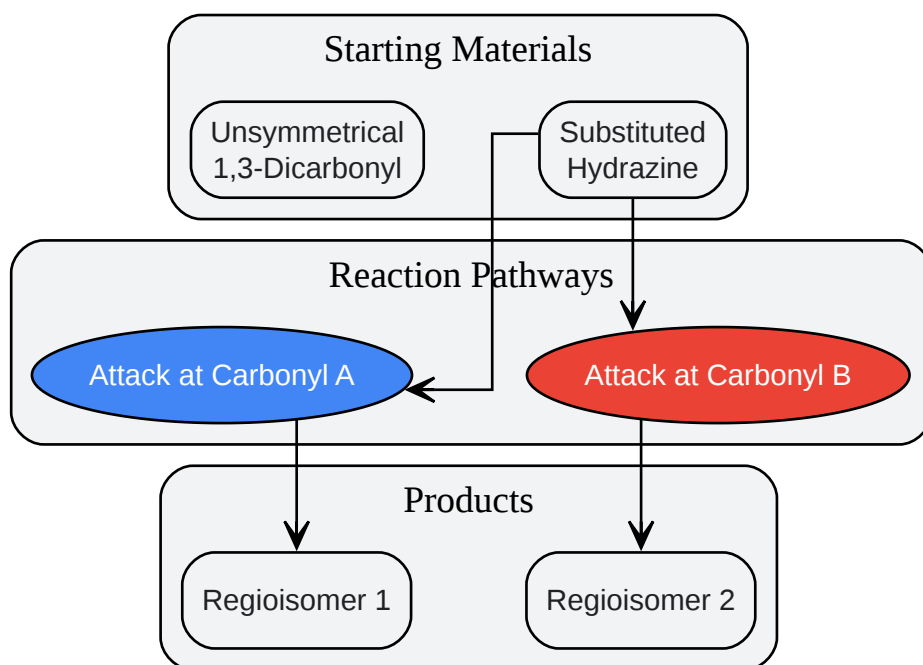 Starting Materials
Unsymmetrical
1,3-Dicarbonyl
Substituted
Hydrazine
Reaction Pathways
Attack at Carbonyl A
Attack at Carbonyl B
Products
Regioisomer 1
Regioisomer 2